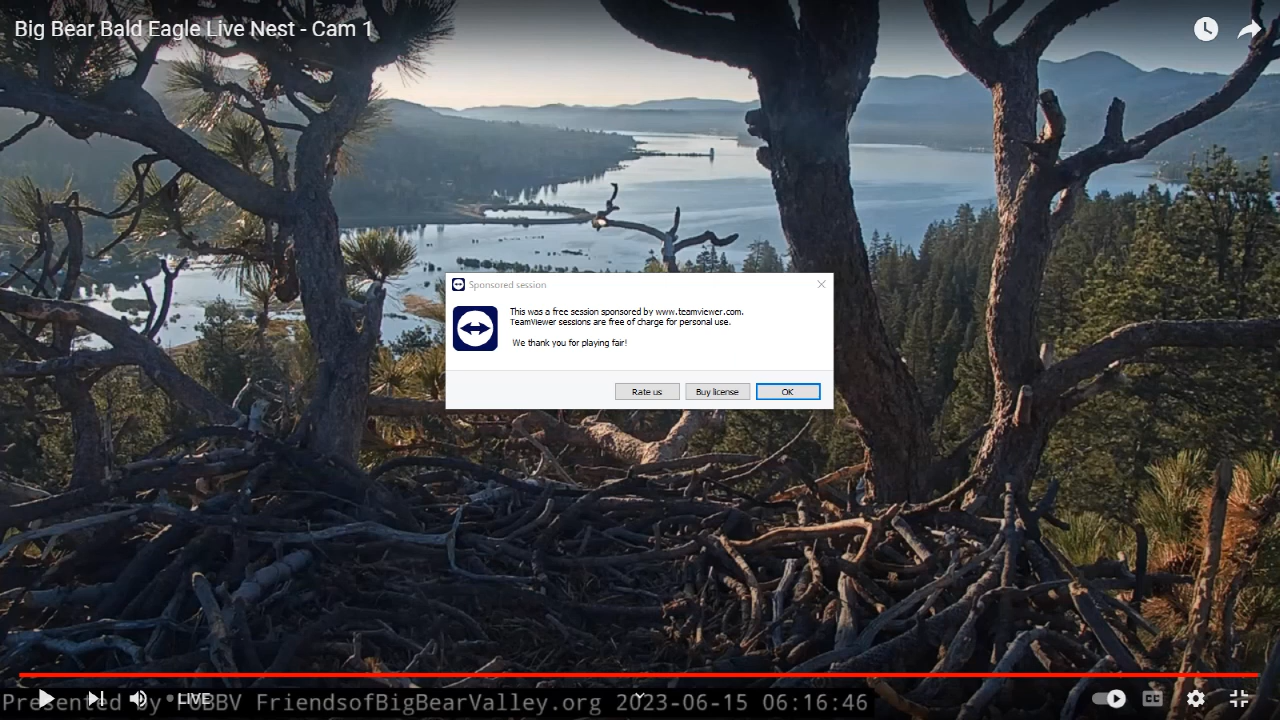 Big Bear Bald Eagle Live Nest - Cam 1
Sponsored session
This was a free session sponsored by www.teamviewer.com.
TeamViewer sessions are free of charge for personal use.
We thank you for playing fair!
Rate us
Buy license
OK
LIVE
CC
Presented by FOBBV FriendsofBigBearValley.org 2023-06-15 06:16:46